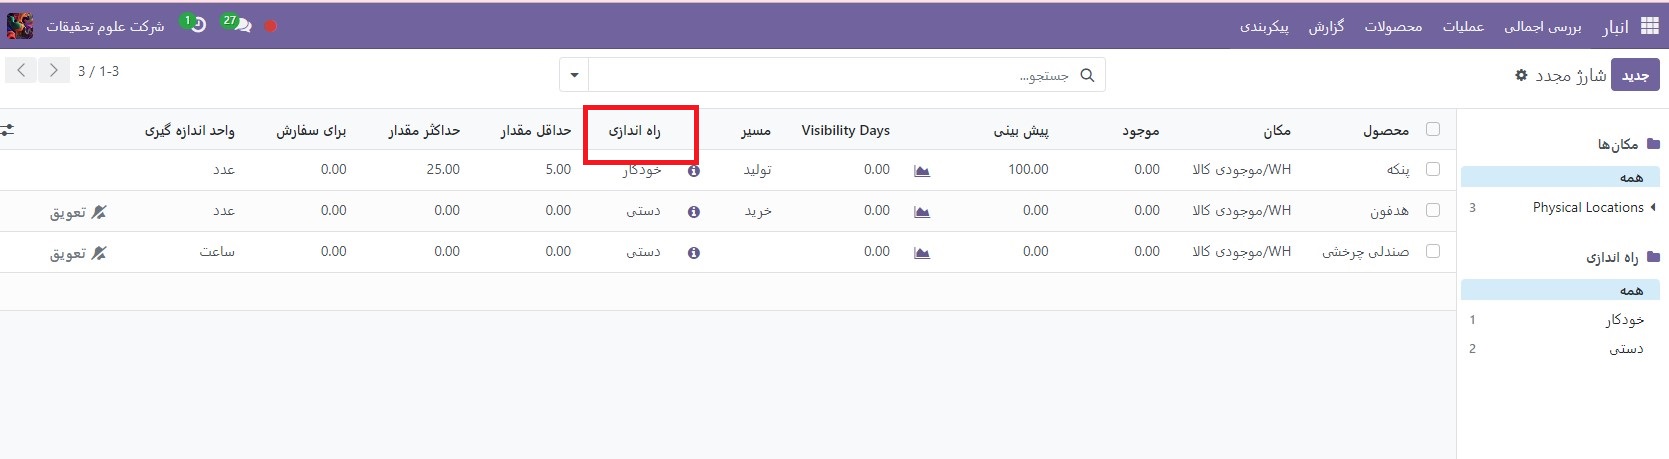 انبار بررسی اجمالی عملیات محصولات گزارش پیکربندی 27 1 شرکت علوم تحقیقات
جدید شارژ مجدد جستجو... 1-3 / 3
مکان‌ها
همه
Physical Locations 3
راه اندازی
همه
خودکار 1
دستی 2
محصول مکان موجود پیش بینی Visibility Days مسیر راه اندازی حداقل مقدار حداکثر مقدار برای سفارش واحد اندازه گیری
پنکه WH/موجودی کالا 0.00 100.00 0.00 تولید خودکار 5.00 25.00 0.00 عدد
هدفون WH/موجودی کالا 0.00 0.00 0.00 خرید دستی 0.00 0.00 0.00 عدد تعویق
صندلی چرخشی WH/موجودی کالا 0.00 0.00 0.00 دستی 0.00 0.00 0.00 ساعت تعویق